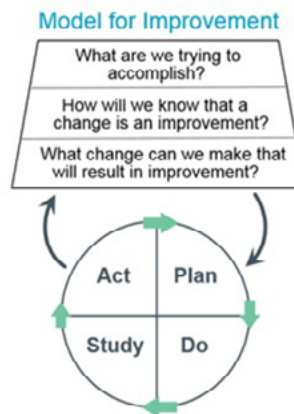 Model for Improvement
What are we trying to
accomplish?
How will we know that a
change is an improvement?
What change can we make that
will result in improvement?
Act
Plan
Study
Do